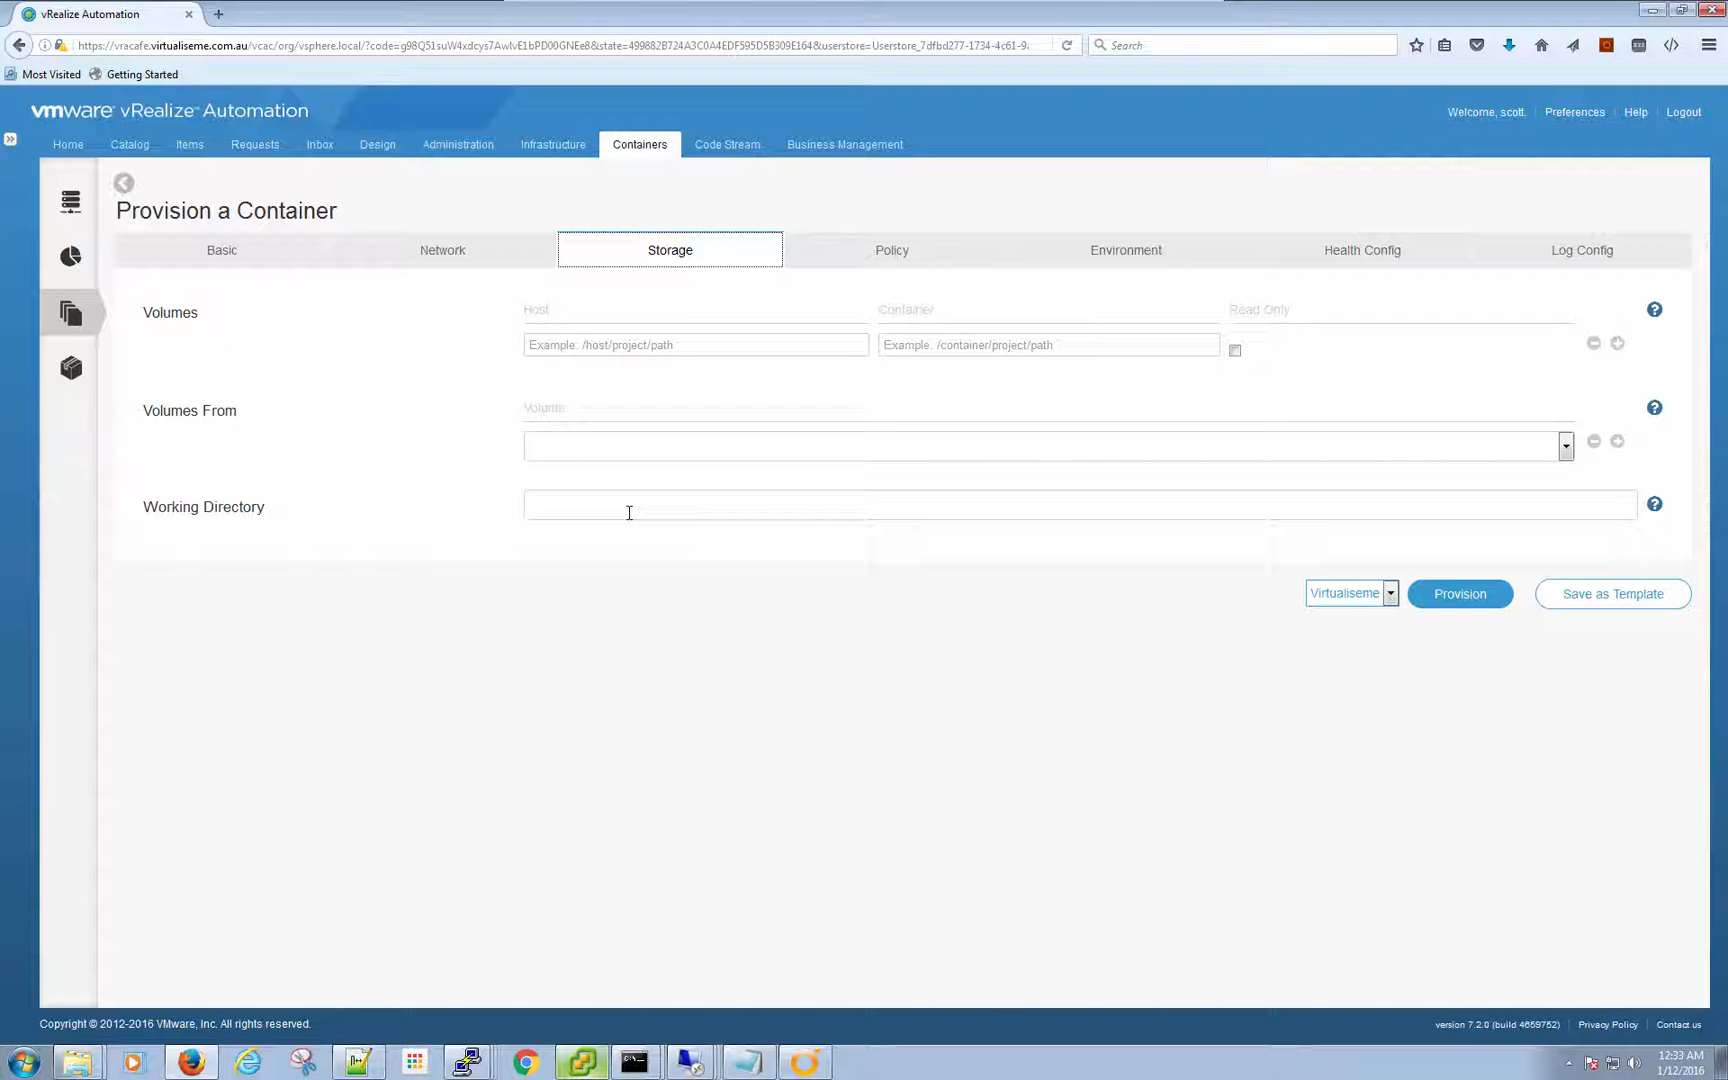 vRealize Automation
https://vracafe.virtualiseme.com.au/vcac/org/vsphere.local/?code=g98Q51suW4xdcys7AwlvE1bPD00GNEe8&state=499882B724A3C0A4EDF595D5B309E164&userstore=Userstore_7dfbd277-1734-4c61-9
Search
Most Visited
Getting Started
vmware vRealize Automation
Welcome, scott. Preferences Help Logout
Home Catalog Items Requests Inbox Design Administration Infrastructure Containers Code Stream Business Management
Provision a Container
Basic Network Storage Policy Environment Health Config Log Config
Volumes Host Container Read Only
Example: /host/project/path Example: /container/project/path
Volumes From Volume
Working Directory
Virtualiseme Provision Save as Template
Copyright © 2012-2016 VMware, Inc. All rights reserved.
version 7.2.0 (build 4659752) Privacy Policy Contact us
12:33 AM
1/12/2016